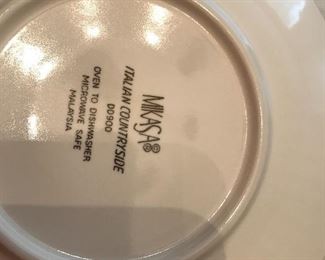 MIKASA®
ITALIAN COUNTRYSIDE
DD900
OVEN TO DISHWASHER
MICROWAVE SAFE
MALAYSIA